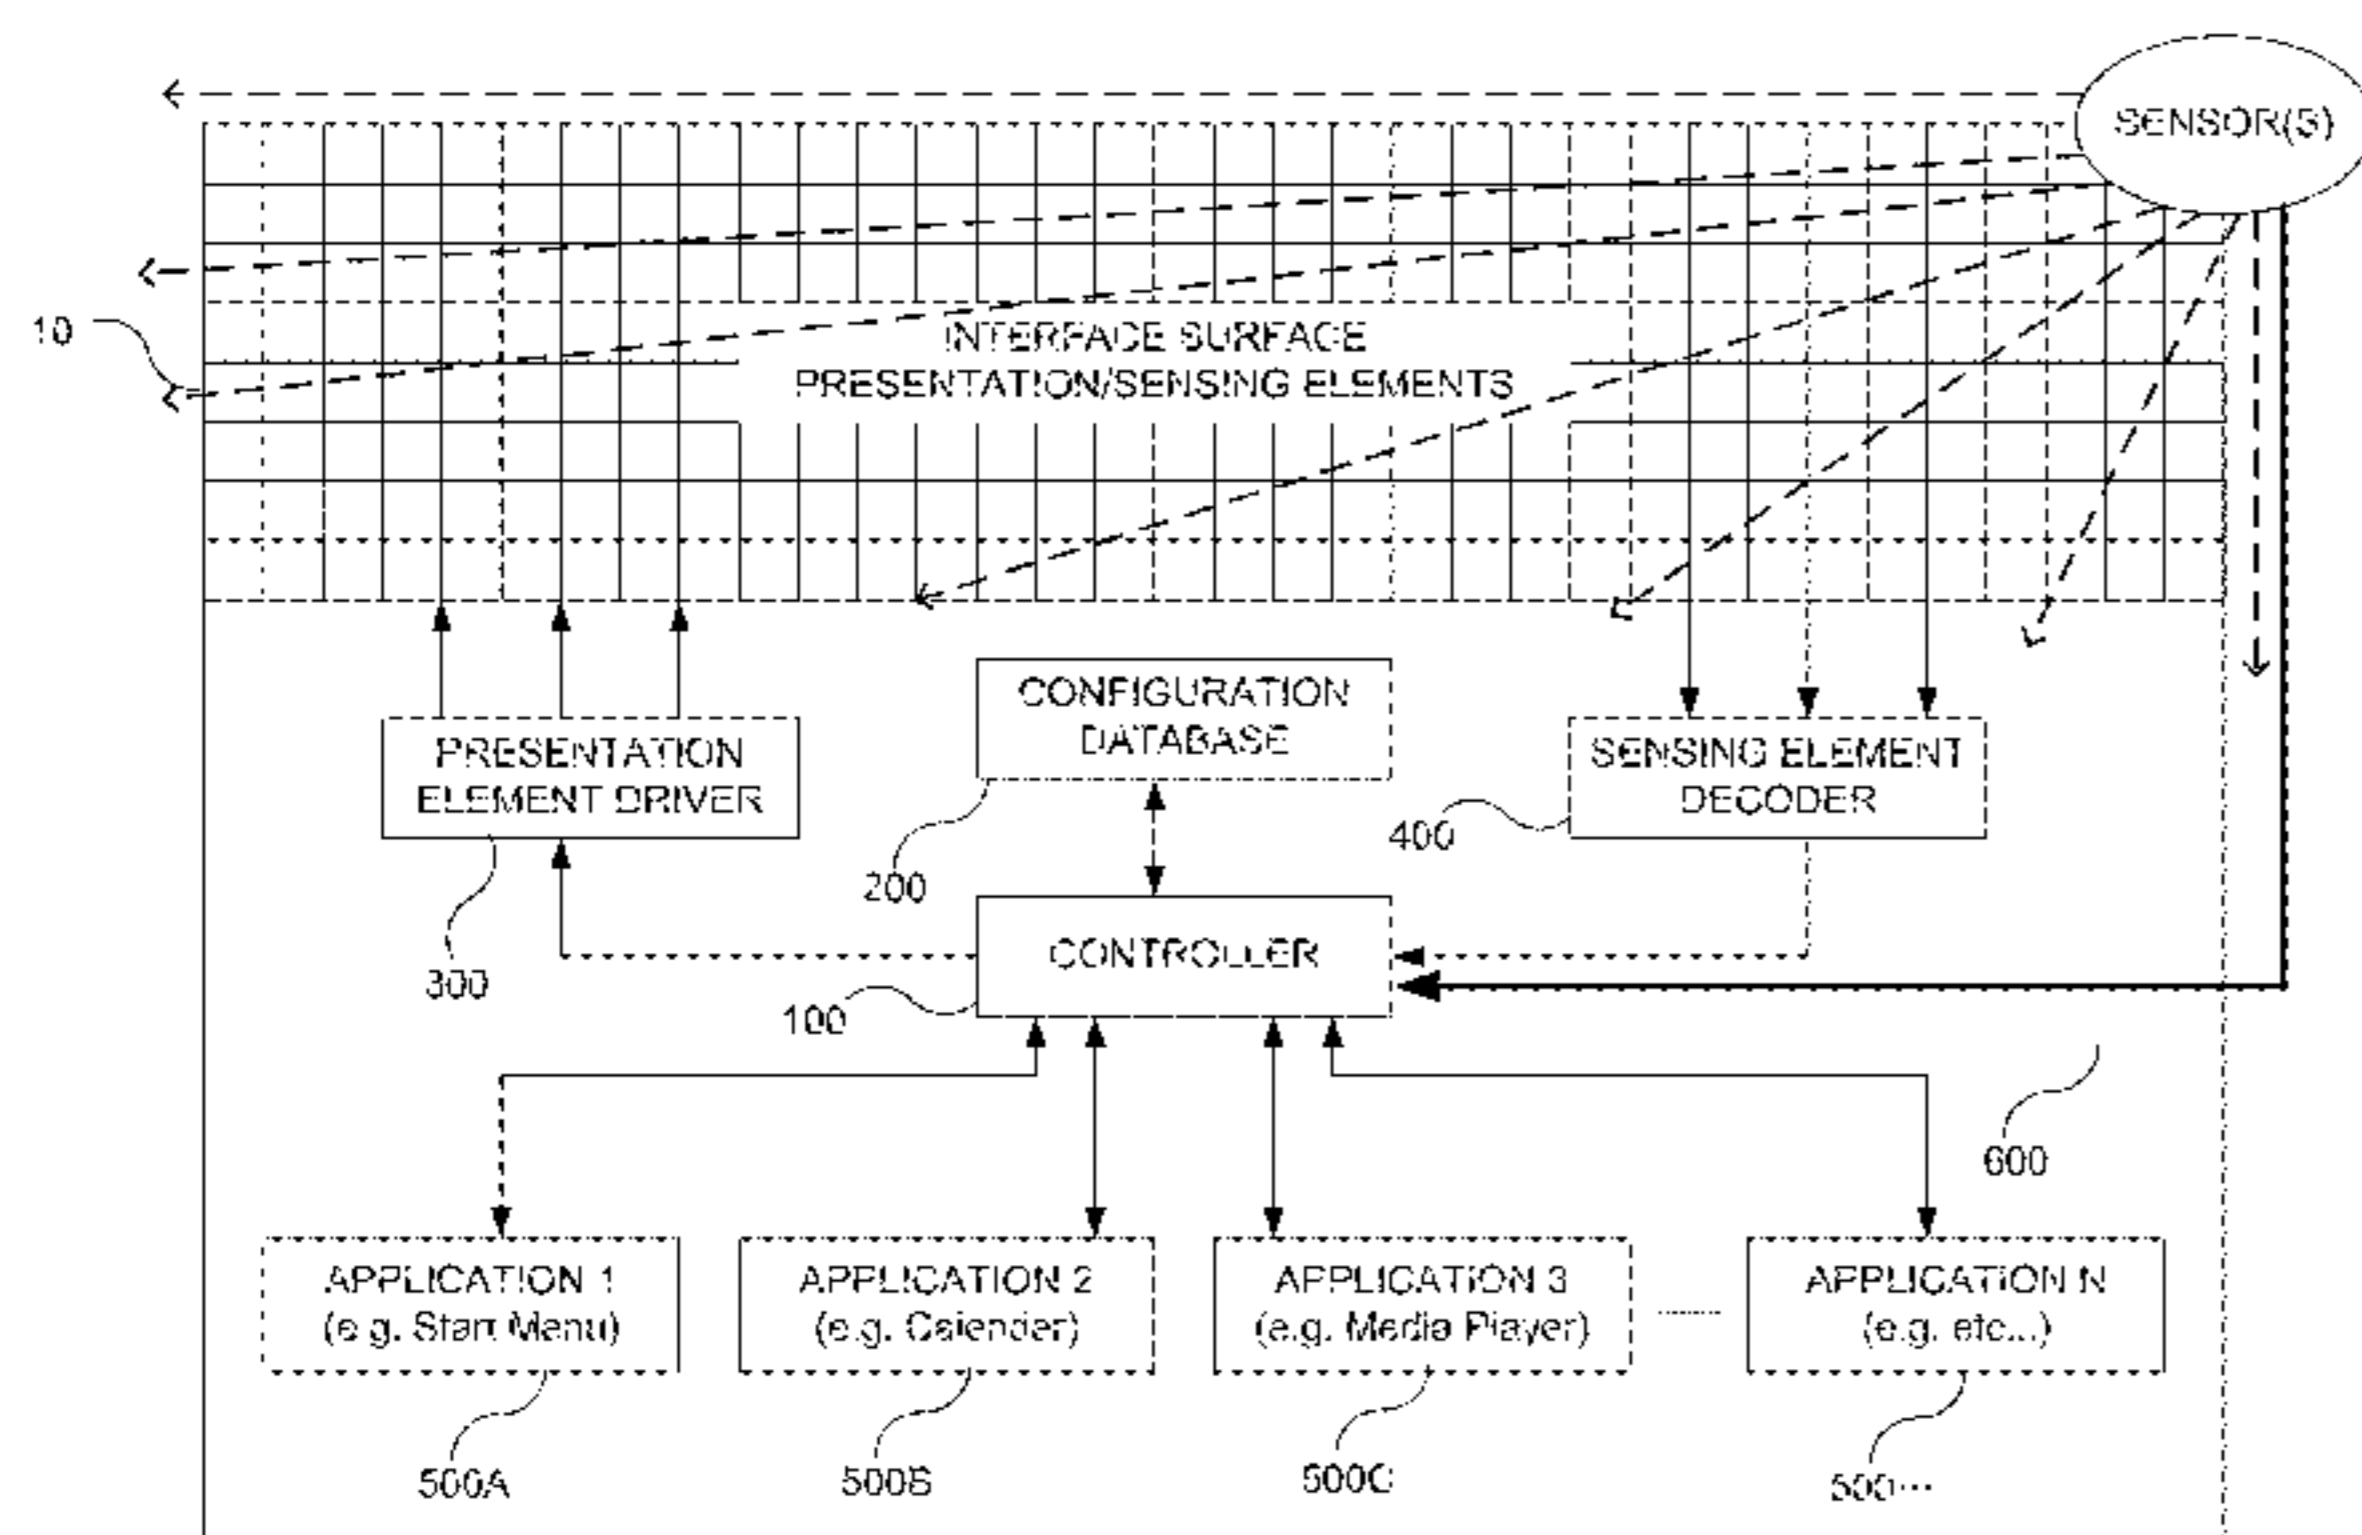 SENSOR(S)
10
INTERFACE SURFACE
PRESENTATION/SENSING ELEMENTS
CONFIGURATION
DATABASE
PRESENTATION
ELEMENT DRIVER
SENSING ELEMENT
DECODER
400
200
300
CONTROLLER
100
600
APPLICATION 1
(e.g. Start Menu)
APPLICATION 2
(e.g. Calender)
APPLICATION 3
(e.g. Media Player)
.......
APPLICATION N
(e.g. etc...)
500A
500B
500C
500...